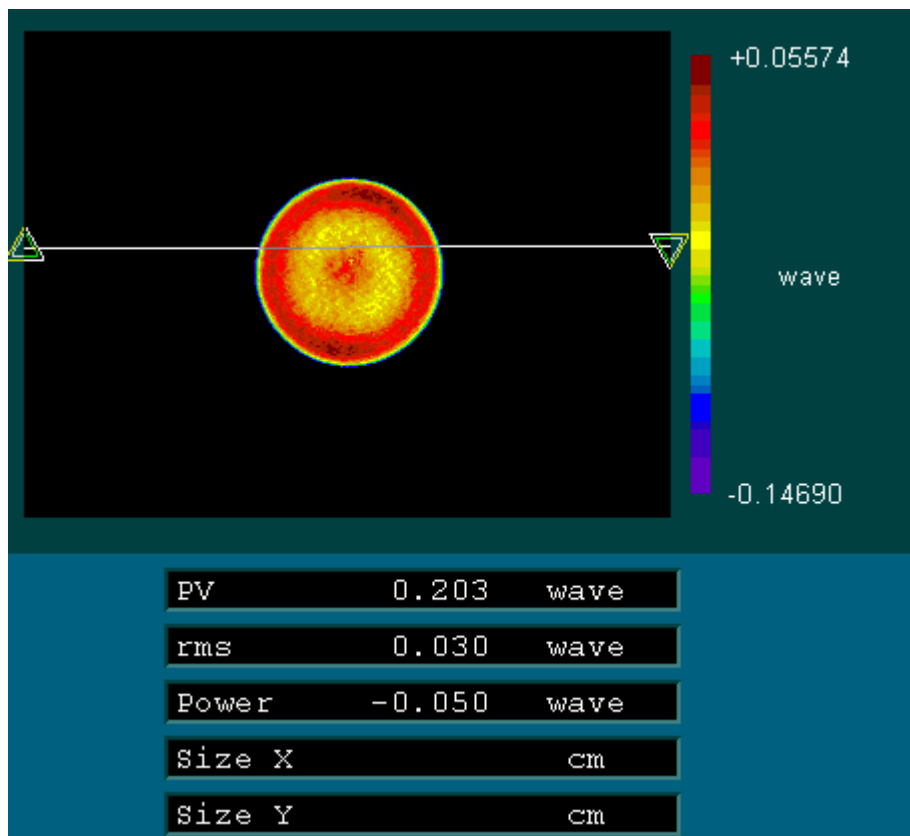 +0.05574
wave
-0.14690
PV 0.203 wave
rms 0.030 wave
Power -0.050 wave
Size X cm
Size Y cm